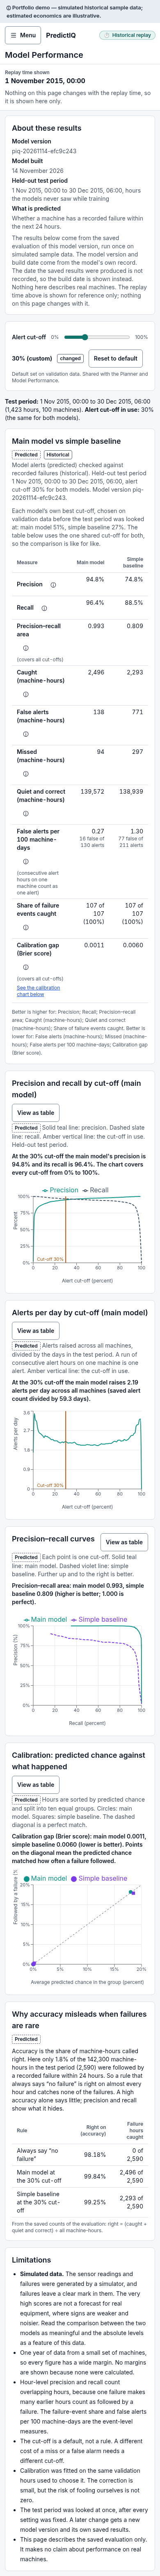 Portfolio demo — simulated historical sample data;
estimated economics are illustrative.
Menu
PredictIQ
Historical replay
Model Performance
Replay time shown
1 November 2015, 00:00
Nothing on this page changes with the replay time, so
it is shown here only.
About these results
Model version
piq-20261114-efc9c243
Model built
14 November 2026
Held-out test period
1 Nov 2015, 00:00 to 30 Dec 2015, 06:00, hours
the model never saw while training
What is predicted
Whether a machine has a recorded failure within
the next 24 hours.
The results below come from the saved
evaluation of this model version, run once on
simulated sample data. The model version and
build date come from the model's own record.
The date the saved results were produced is not
recorded, so the build date is shown instead.
Nothing here describes real machines. The replay
time above is shown for reference only; nothing
on this page changes with it.
Alert cut-off
0%
100%
30% (custom)
changed
Reset to default
Default set on validation data. Shared with the Planner and
Model Performance.
Test period: 1 Nov 2015, 00:00 to 30 Dec 2015, 06:00
(1,423 hours, 100 machines). Alert cut-off in use: 30%
(the same for both models).
Main model vs simple baseline
Predicted
Historical
Model alerts (predicted) checked against
recorded failures (historical). Held-out test period
1 Nov 2015, 00:00 to 30 Dec 2015, 06:00, alert
cut-off 30% for both models. Model version piq-
20261114-efc9c243.
Each model's own best cut-off, chosen on
validation data before the test period was looked
at: main model 51%, simple baseline 27%. The
table below uses the one shared cut-off for both,
so the comparison is like for like.
Measure
Main model
Simple
baseline
Precision
94.8%
74.8%
Recall
96.4%
88.5%
Precision–recall
area
0.993
0.809
(covers all cut-offs)
Caught
(machine-hours)
2,496
2,293
False alerts
(machine-hours)
138
771
Missed
(machine-hours)
94
297
Quiet and correct
(machine-hours)
139,572
138,939
False alerts per
100 machine-
days
0.27
16 false of
130 alerts
1.30
77 false of
211 alerts
(consecutive alert
hours on one
machine count as
one alert)
Share of failure
events caught
107 of
107
(100%)
107 of
107
(100%)
Calibration gap
(Brier score)
0.0011
0.0060
(covers all cut-offs)
See the calibration
chart below
Better is higher for: Precision; Recall; Precision–recall
area; Caught (machine-hours); Quiet and correct
(machine-hours); Share of failure events caught. Better is
lower for: False alerts (machine-hours); Missed (machine-
hours); False alerts per 100 machine-days; Calibration gap
(Brier score).
Precision and recall by cut-off (main
model)
View as table
Predicted Solid teal line: precision. Dashed slate
line: recall. Amber vertical line: the cut-off in use.
Held-out test period.
At the 30% cut-off the main model's precision is
94.8% and its recall is 96.4%. The chart covers
every cut-off from 0% to 100%.
Precision
Recall
Percent
100%
75%
50%
25%
0%
Cut-off 30%
0
20
40
60
80
100
Alert cut-off (percent)
Alerts per day by cut-off (main model)
View as table
Predicted Alerts raised across all machines,
divided by the days in the test period. A run of
consecutive alert hours on one machine is one
alert. Amber vertical line: the cut-off in use.
At the 30% cut-off the main model raises 2.19
alerts per day across all machines (saved alert
count divided by 59.3 days).
Alerts per day
3.6
2.7
1.8
0.9
0
Cut-off 30%
0
20
40
60
80
100
Alert cut-off (percent)
Precision–recall curves
View as table
Predicted Each point is one cut-off. Solid teal
line: main model. Dashed violet line: simple
baseline. Further up and to the right is better.
Precision–recall area: main model 0.993, simple
baseline 0.809 (higher is better; 1.000 is
perfect).
Main model
Simple baseline
Precision (%)
100%
75%
50%
25%
0%
0
20
40
60
80
100
Recall (percent)
Calibration: predicted chance against
what happened
View as table
Predicted Hours are sorted by predicted chance
and split into ten equal groups. Circles: main
model. Squares: simple baseline. The dashed
diagonal is a perfect match.
Calibration gap (Brier score): main model 0.0011,
simple baseline 0.0060 (lower is better). Points
on the diagonal mean the predicted chance
matched how often a failure followed.
Main model
Simple baseline
20%
15%
10%
5%
0%
0%
5%
10%
15%
20%
Average predicted chance in the group (percent)
Why accuracy misleads when failures
are rare
Predicted
Accuracy is the share of machine-hours called
right. Here only 1.8% of the 142,300 machine-
hours in the test period (2,590) were followed by
a recorded failure within 24 hours. So a rule that
always says "no failure" is right on almost every
hour and catches none of the failures. A high
accuracy alone says little; precision and recall
show what it hides.
Rule
Right on
(accuracy)
Failure
hours
caught
Always say "no
failure"
98.18%
0 of
2,590
Main model at
the 30% cut-off
99.84%
2,496 of
2,590
Simple baseline
at the 30% cut-
off
99.25%
2,293 of
2,590
From the saved counts of the evaluation: right = (caught +
quiet and correct) ÷ all machine-hours.
Limitations
Simulated data. The sensor readings and
failures were generated by a simulator, and
failures leave a clear mark in them. The very
high scores are not a forecast for real
equipment, where signs are weaker and
noisier. Read the comparison between the two
models as meaningful and the absolute levels
as a feature of this data.
One year of data from a small set of machines,
so every figure has a wide margin. No margins
are shown because none were calculated.
Hour-level precision and recall count
overlapping hours, because one failure makes
many earlier hours count as followed by a
failure. The failure-event share and false alerts
per 100 machine-days are the event-level
measures.
The cut-off is a default, not a rule. A different
cost of a miss or a false alarm needs a
different cut-off.
Calibration was fitted on the same validation
hours used to choose it. The correction is
small, but the risk of fooling ourselves is not
zero.
The test period was looked at once, after every
setting was fixed. A later change gets a new
model version and its own saved results.
This page describes the saved evaluation only.
It makes no claim about performance on real
machines.